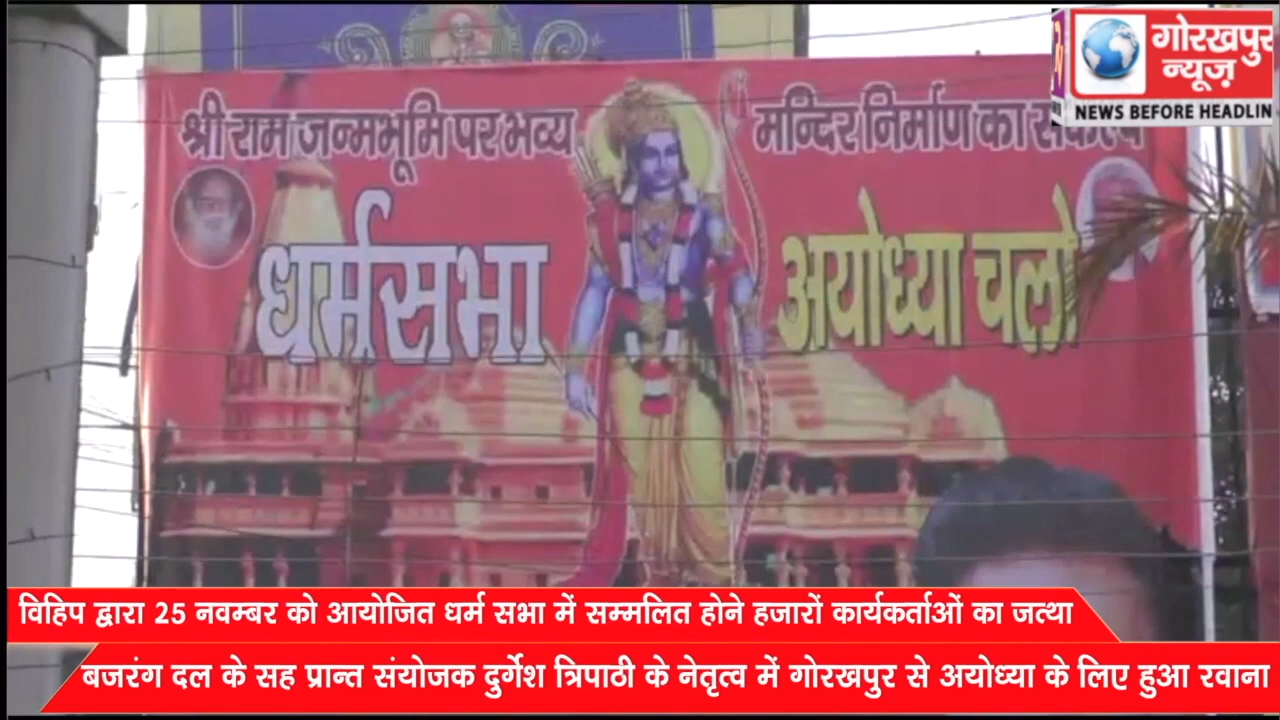 गोरखपुर
न्यूज़
NEWS BEFORE HEADLIN
श्री राम जन्मभूमि पर भव्य मन्दिर निर्माण का
धर्मसभा अयोध्या चलो
विहिप द्वारा 25 नवम्बर को आयोजित धर्म सभा में सम्मलित होने हजारों कार्यकर्ताओं का जत्था
बजरंग दल के सह प्रान्त संयोजक दुर्गेश त्रिपाठी के नेतृत्व में गोरखपुर से अयोध्या के लिए हुआ रवाना